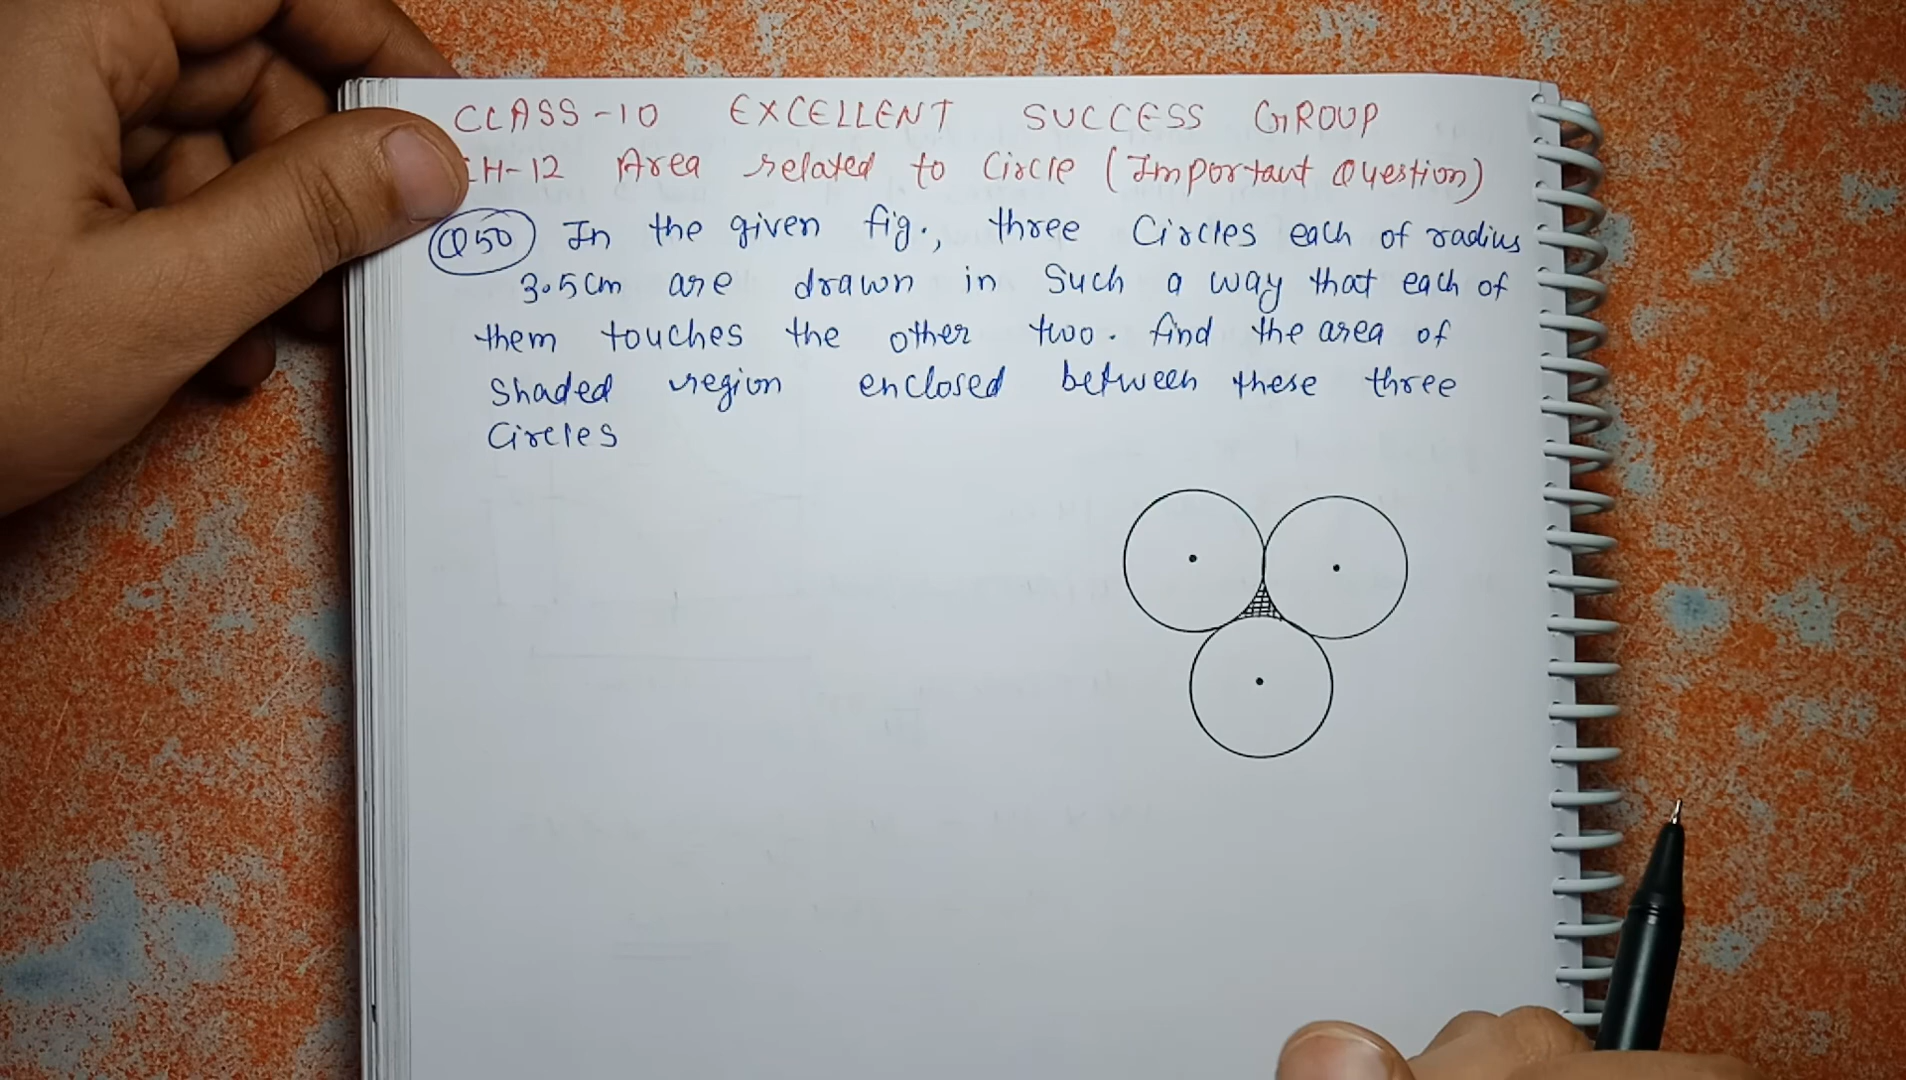 CLASS-10 EXCELLENT SUCCESS GROUP
CH-12 Area related to Circle (Important Question)
Q50 In the given fig., three Circles each of radius
3.5cm are drawn in Such a way that each of
them touches the other two. find the area of
Shaded region enclosed between these three
Circles